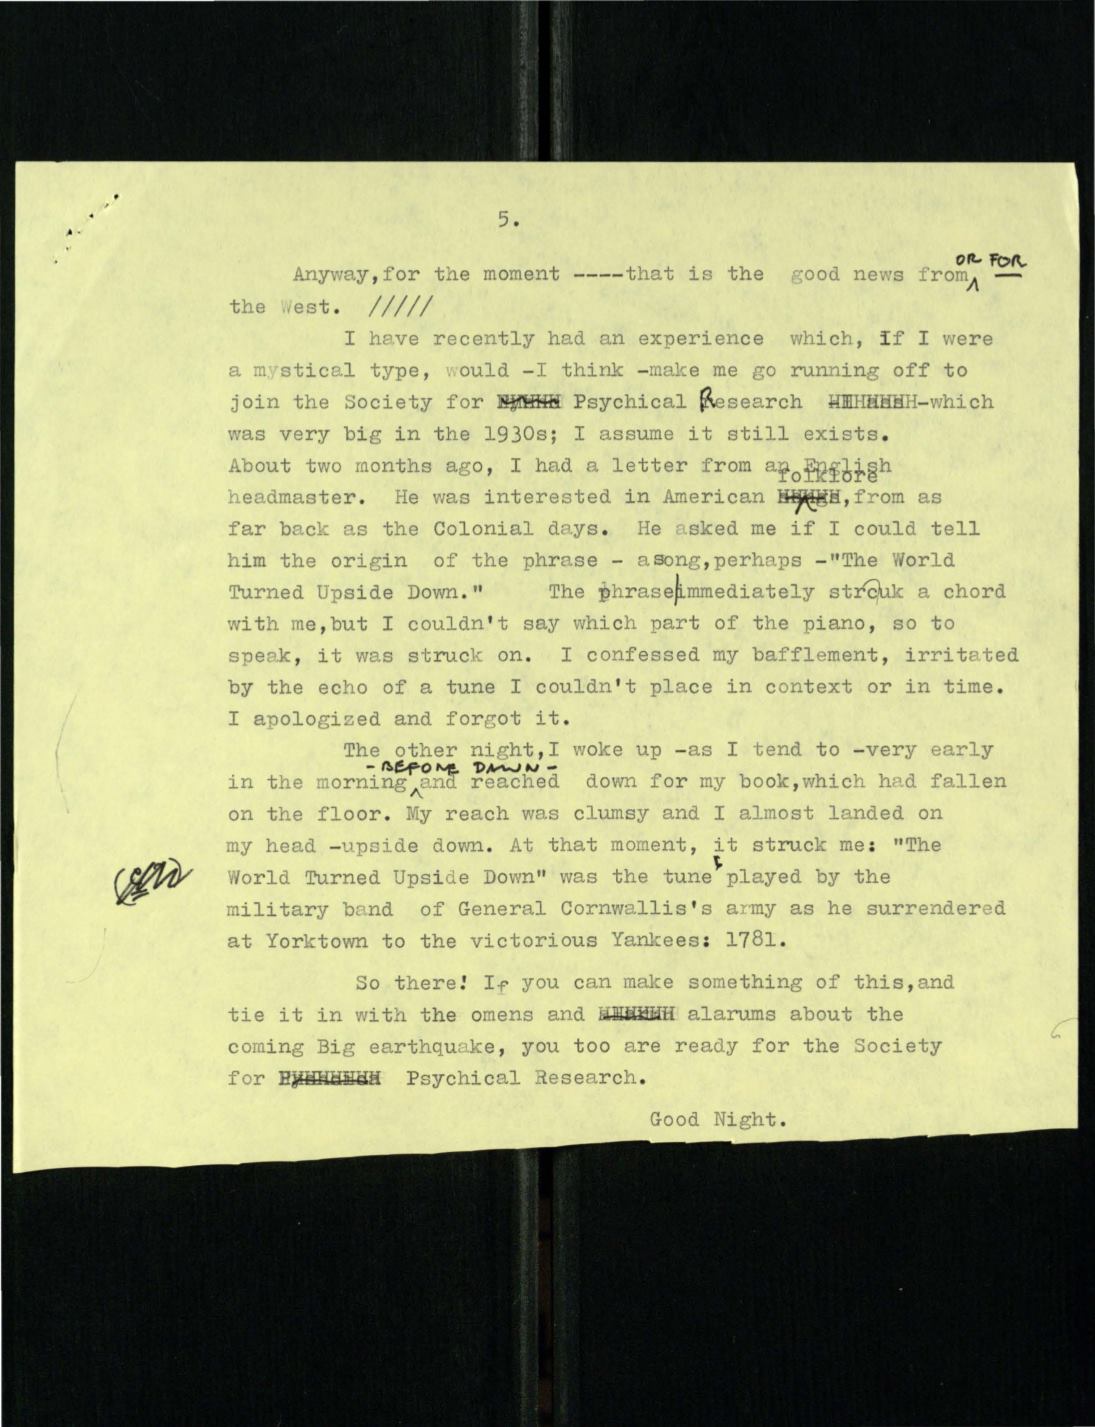 5.
OR FOR
Anyway,for the moment ----that is the good news from
the West. /////
I have recently had an experience which, if I were
a mystical type, would -I think -make me go running off to
join the Society for Psychical Research -which
was very big in the 1930s; I assume it still exists.
About two months ago, I had a letter from an English
folklore
headmaster. He was interested in American ,from as
far back as the Colonial days. He asked me if I could tell
him the origin of the phrase - asong,perhaps -"The World
Turned Upside Down." The phrase immediately strcuk a chord
with me,but I couldn't say which part of the piano, so to
speak, it was struck on. I confessed my bafflement, irritated
by the echo of a tune I couldn't place in context or in time.
I apologized and forgot it.
The other night,I woke up -as I tend to -very early
-BEFORE DAWN-
in the morning and reached down for my book,which had fallen
on the floor. My reach was clumsy and I almost landed on
my head -upside down. At that moment, it struck me: "The
World Turned Upside Down" was the tune played by the
military band of General Cornwallis's army as he surrendered
at Yorktown to the victorious Yankees: 1781.
So there! If you can make something of this,and
tie it in with the omens and alarums about the
coming Big earthquake, you too are ready for the Society
for Psychical Research.
Good Night.